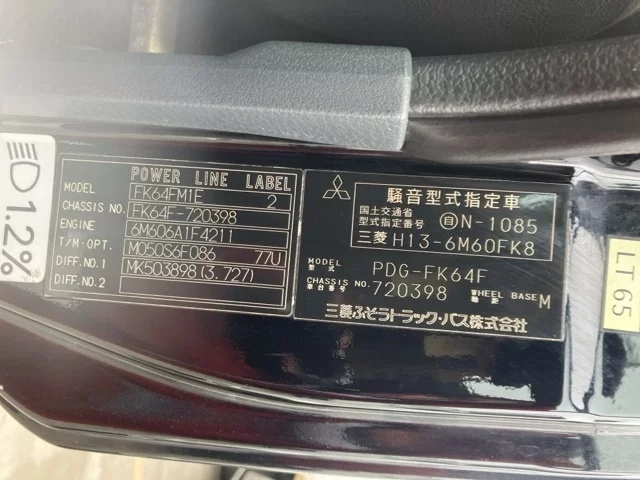 1.2%
POWER LINE LABEL
MODEL FK64FM1E 2
CHASSIS NO. FK64F-720398
ENGINE 6M606A1F4211
T/M-OPT. M050S6F086 77U
DIFF.NO.1 MK503898(3.727)
DIFF.NO.2
騒音型式指定車
国土交通省
型式指定番号 自N-1085
三菱 H13-6M60FK8
MODEL
型式 PDG-FK64F
CHASSIS NO.
車台番号 720398 WHEEL BASE
軸距 M
三菱ふそうトラック・バス株式会社
LT 65